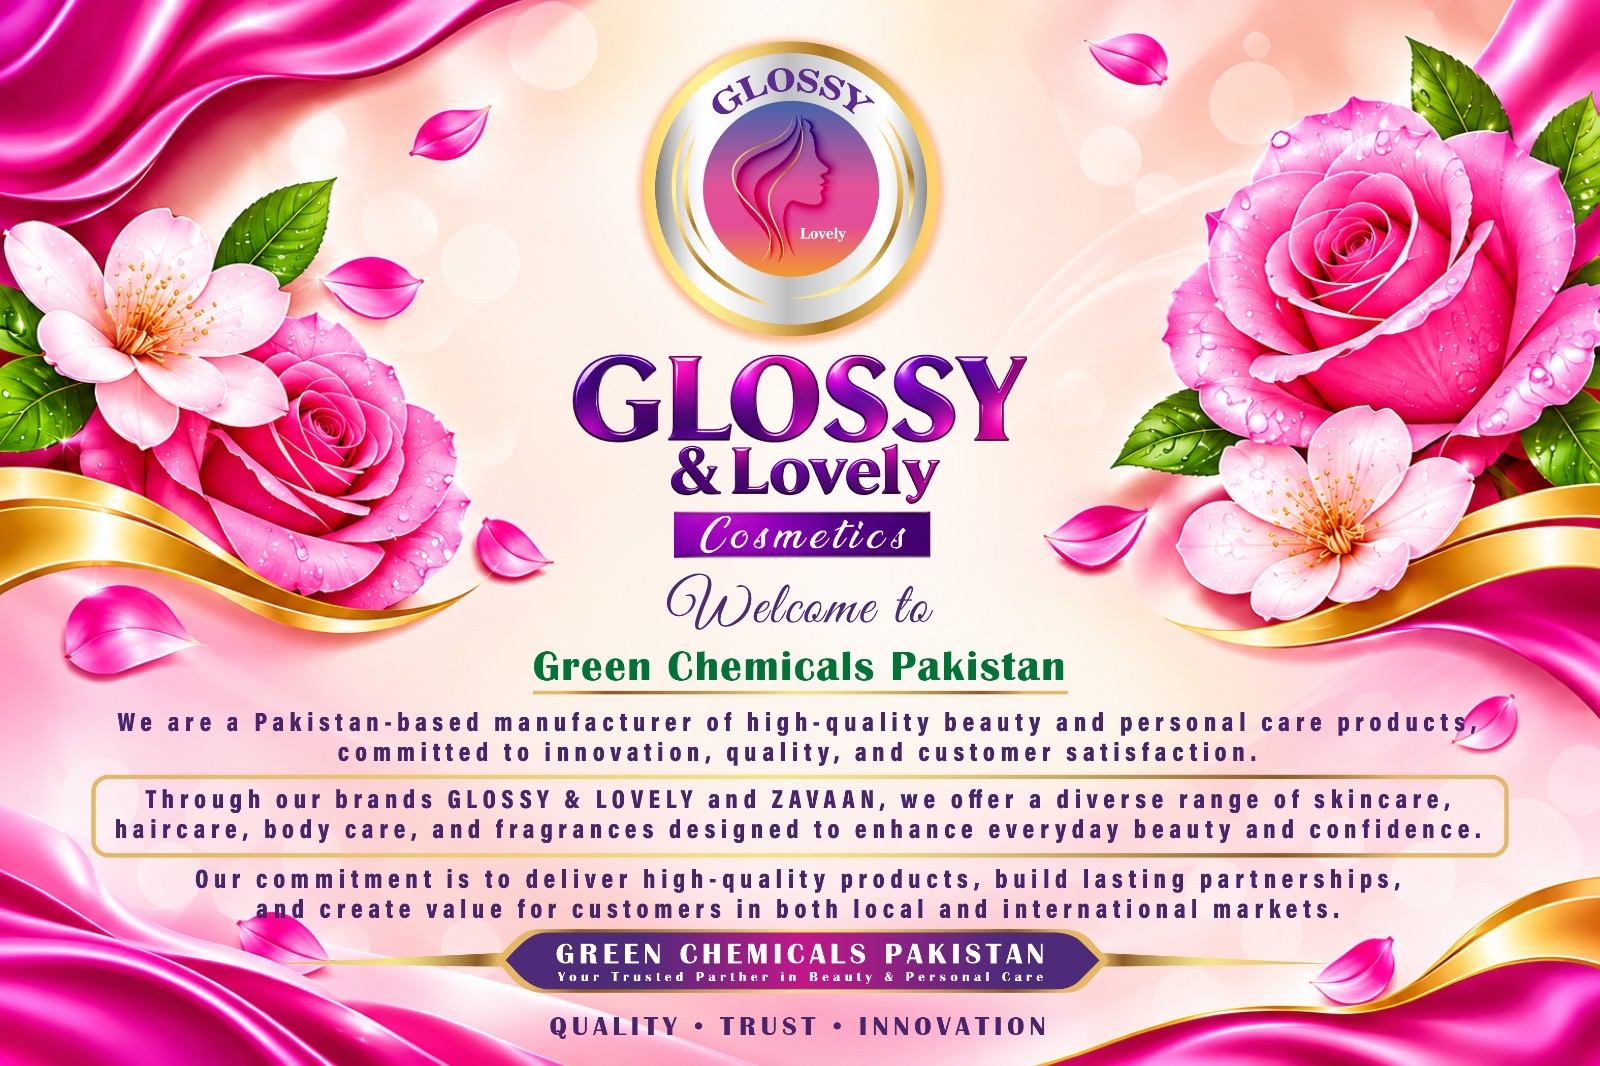 GLOSSY
Lovely
GLOSSY
& Lovely
Cosmetics
Welcome to
Green Chemicals Pakistan
We are a Pakistan-based manufacturer of high-quality beauty and personal care products,
committed to innovation, quality, and customer satisfaction.
Through our brands GLOSSY & LOVELY and ZAVAAN, we offer a diverse range of skincare,
haircare, body care, and fragrances designed to enhance everyday beauty and confidence.
Our commitment is to deliver high-quality products, build lasting partnerships,
and create value for customers in both local and international markets.
GREEN CHEMICALS PAKISTAN
Your Trusted Parther in Beauty & Personal Care
QUALITY • TRUST • INNOVATION